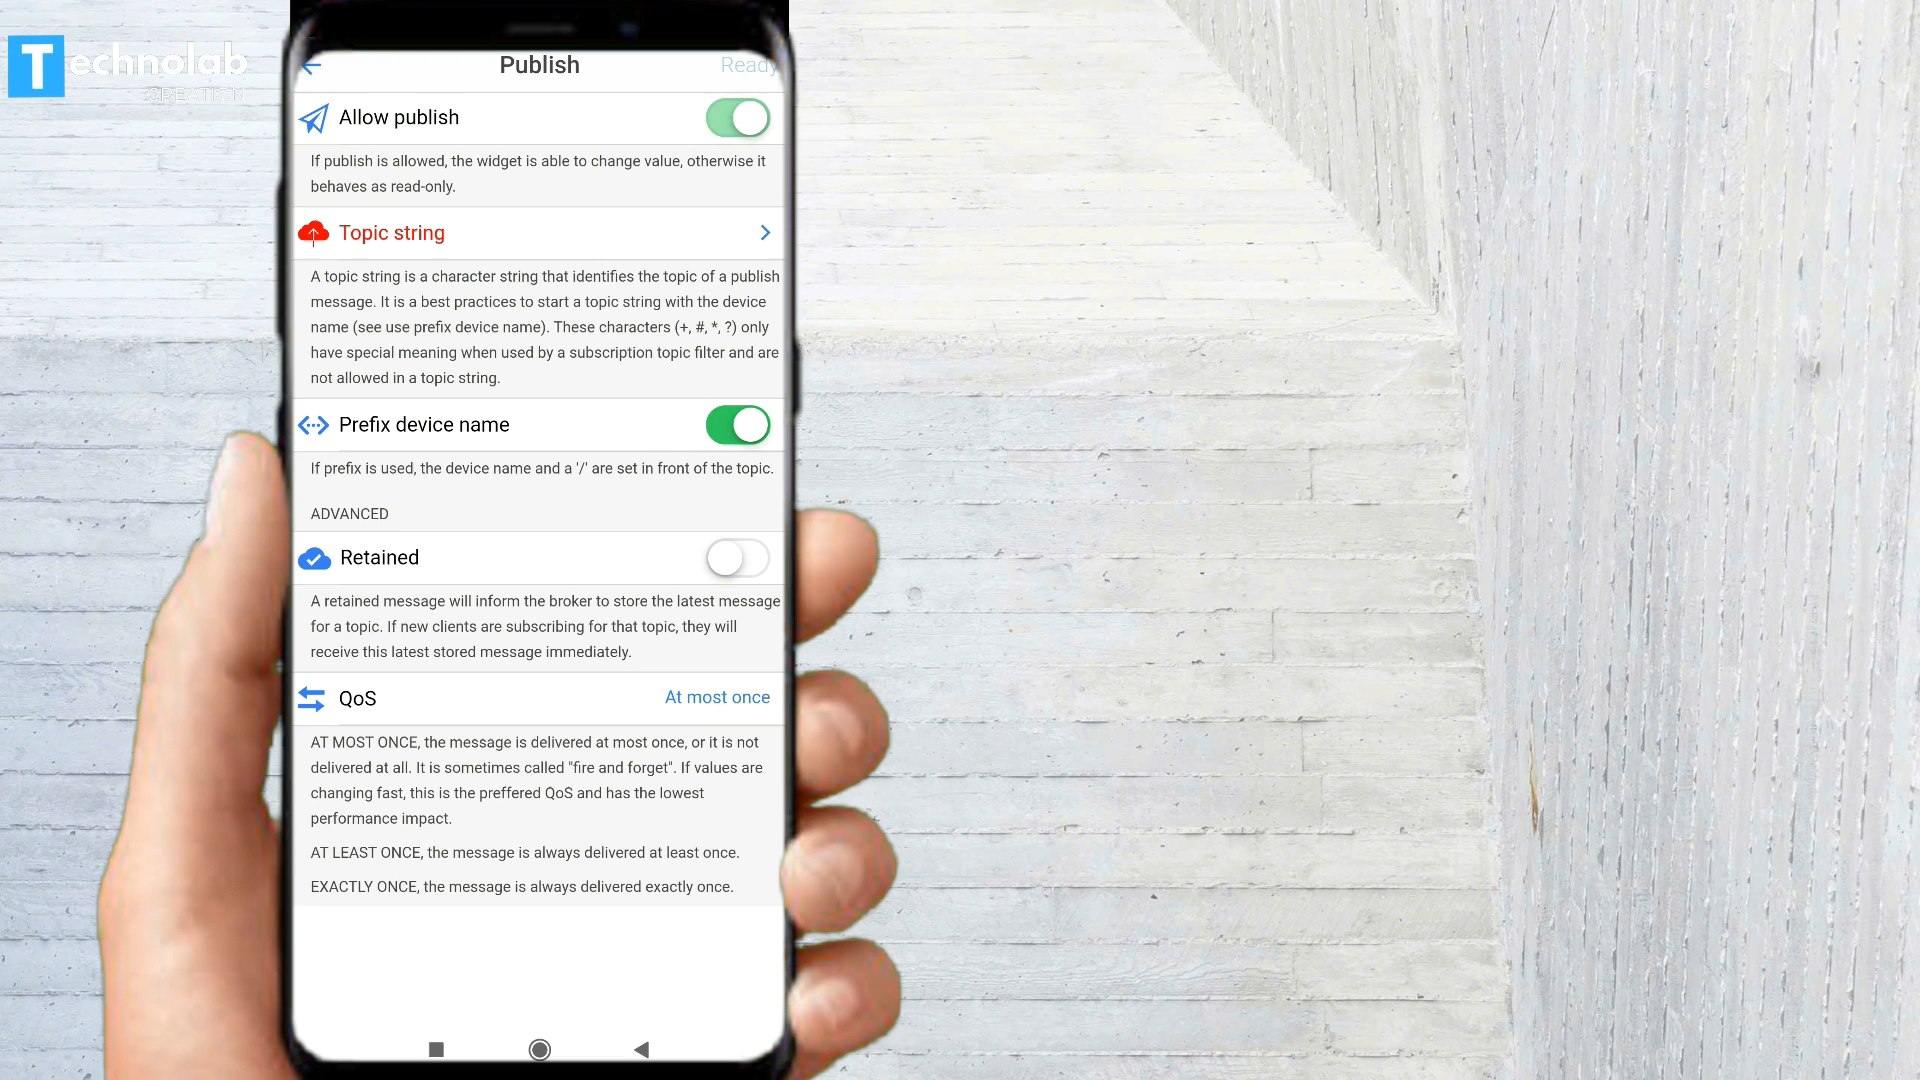 Technolab
CREATION
Publish
Ready
Allow publish
If publish is allowed, the widget is able to change value, otherwise it
behaves as read-only.
Topic string
A topic string is a character string that identifies the topic of a publish
message. It is a best practices to start a topic string with the device
name (see use prefix device name). These characters (+, #, *, ?) only
have special meaning when used by a subscription topic filter and are
not allowed in a topic string.
Prefix device name
If prefix is used, the device name and a '/' are set in front of the topic.
ADVANCED
Retained
A retained message will inform the broker to store the latest message
for a topic. If new clients are subscribing for that topic, they will
receive this latest stored message immediately.
QoS
At most once
AT MOST ONCE, the message is delivered at most once, or it is not
delivered at all. It is sometimes called "fire and forget". If values are
changing fast, this is the preffered QoS and has the lowest
performance impact.
AT LEAST ONCE, the message is always delivered at least once.
EXACTLY ONCE, the message is always delivered exactly once.